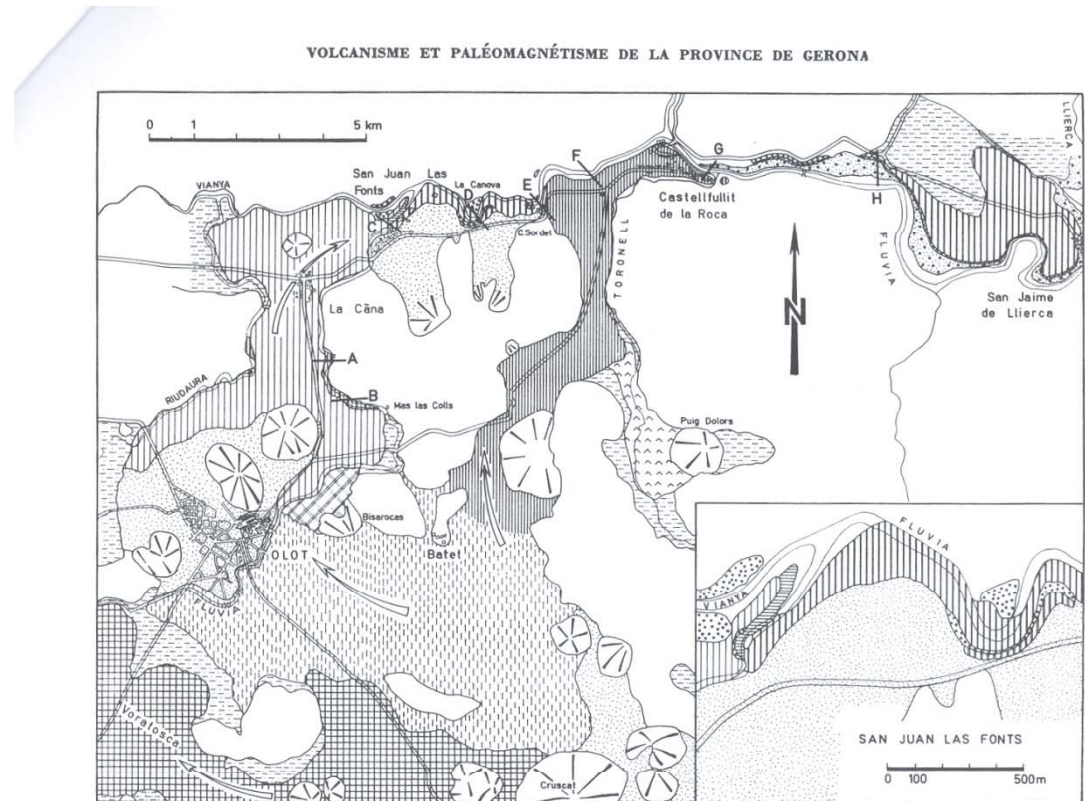 VOLCANISME ET PALÉOMAGNÉTISME DE LA PROVINCE DE GERONA
0 1 5 km
VIANYA
San Juan Las
Fonts
La Canova
C
D
E
F
G
H
C.Sordet
Castellfullit
de la Roca
LLIERCA
TORONELL
FLUVIA
San Jaime
de Llierca
N
La Cāna
A
B
RIUDAURA
Mas las Colls
Puig Dolors
Bisarocas
Batet
OLOT
FLUVIA
Voratosca
Cruscat
FLUVIA
VIANYA
SAN JUAN LAS FONTS
0 100 500m